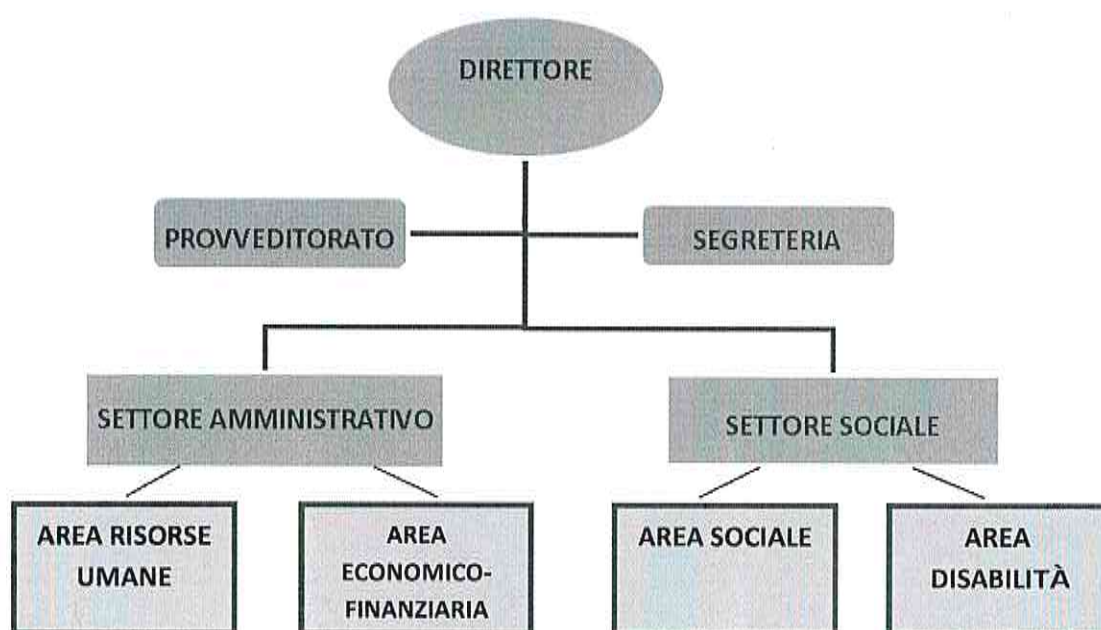 DIRETTORE
PROVVEDITORATO
SEGRETERIA
SETTORE AMMINISTRATIVO
SETTORE SOCIALE
AREA RISORSE
UMANE
AREA
ECONOMICO-
FINANZIARIA
AREA SOCIALE
AREA
DISABILITÀ